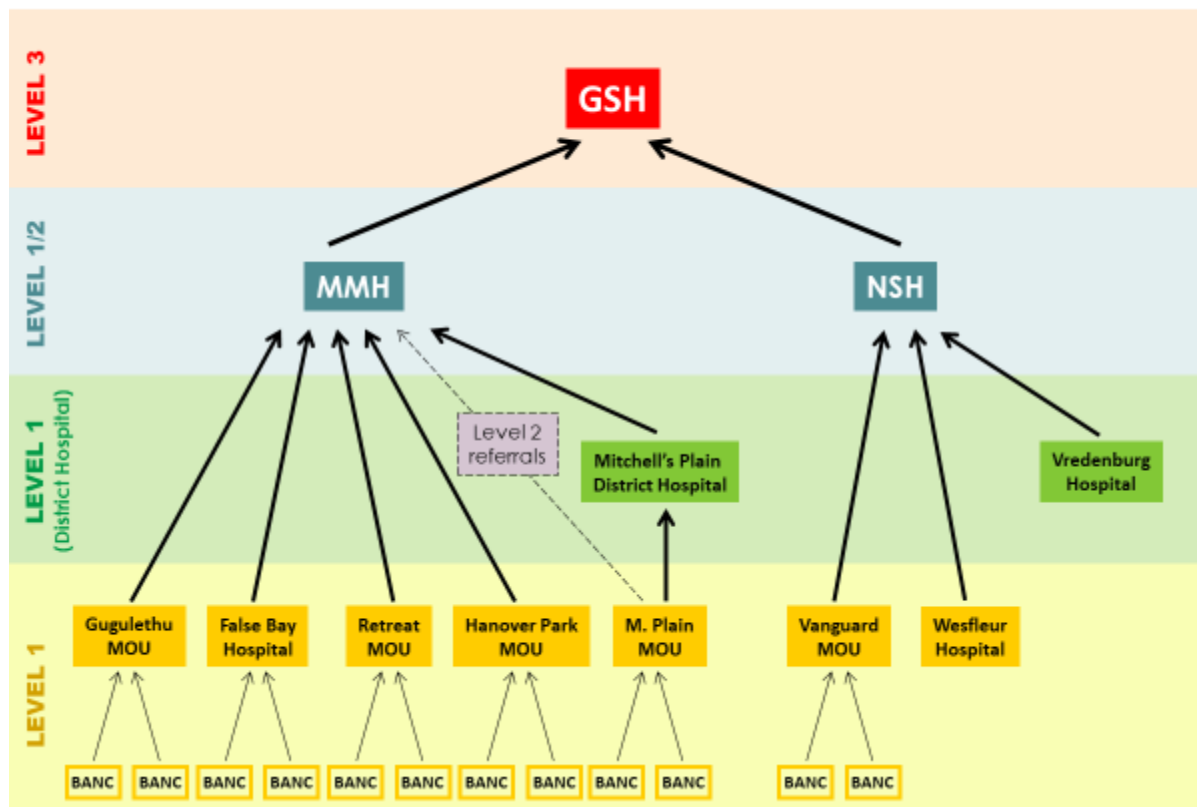 LEVEL 3
GSH
LEVEL 1/2
MMH
NSH
LEVEL 1
(District Hospital)
Level 2
referrals
Mitchell's Plain
District Hospital
Vredenburg
Hospital
LEVEL 1
Gugulethu
MOU
False Bay
Hospital
Retreat
MOU
Hanover Park
MOU
M. Plain
MOU
Vanguard
MOU
Wesfleur
Hospital
BANC
BANC
BANC
BANC
BANC
BANC
BANC
BANC
BANC
BANC
BANC
BANC